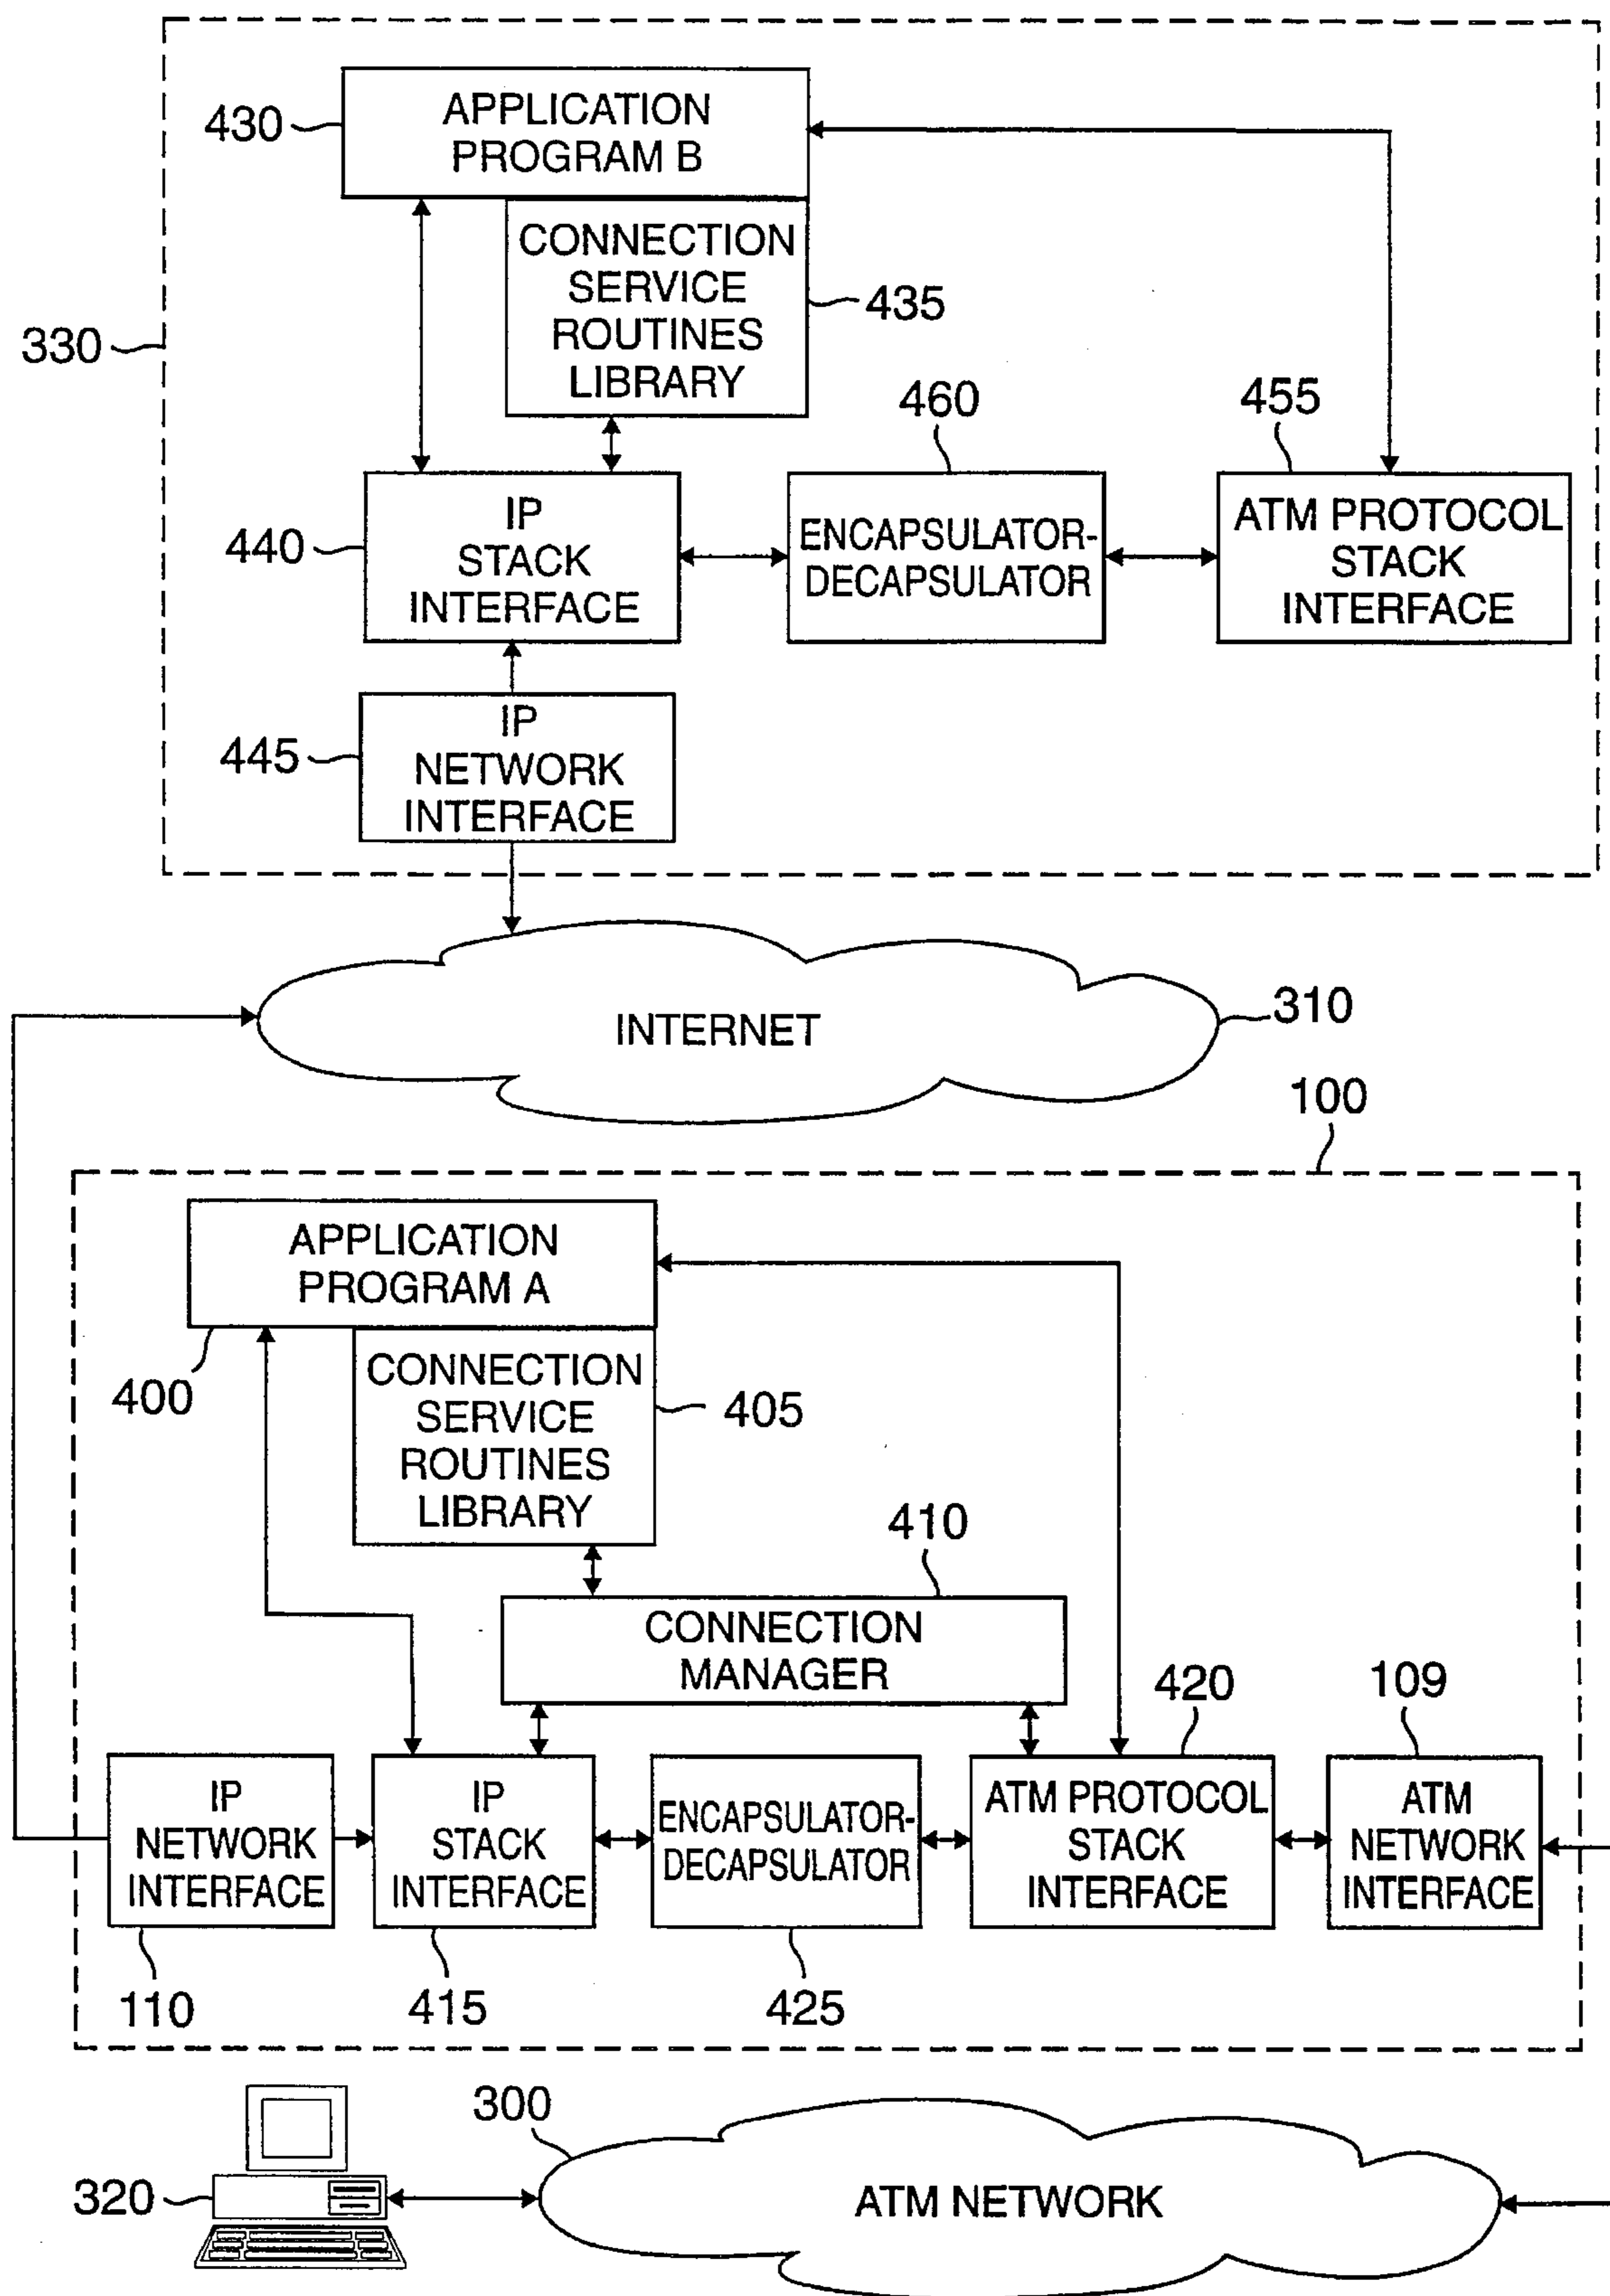 430
APPLICATION
PROGRAM B
CONNECTION
SERVICE
ROUTINES
LIBRARY
435
330
460
455
440
IP
STACK
INTERFACE
ENCAPSULATOR-
DECAPSULATOR
ATM PROTOCOL
STACK
INTERFACE
445
IP
NETWORK
INTERFACE
INTERNET
310
100
APPLICATION
PROGRAM A
400
CONNECTION
SERVICE
ROUTINES
LIBRARY
405
410
CONNECTION
MANAGER
420
109
IP
NETWORK
INTERFACE
IP
STACK
INTERFACE
ENCAPSULATOR-
DECAPSULATOR
ATM PROTOCOL
STACK
INTERFACE
ATM
NETWORK
INTERFACE
110
415
425
300
320
ATM NETWORK